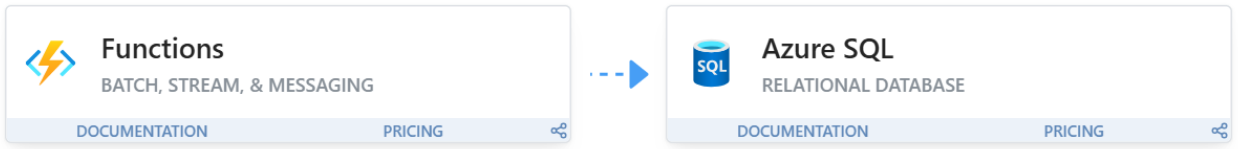 Functions
BATCH, STREAM, & MESSAGING
DOCUMENTATION PRICING
SQL
Azure SQL
RELATIONAL DATABASE
DOCUMENTATION PRICING